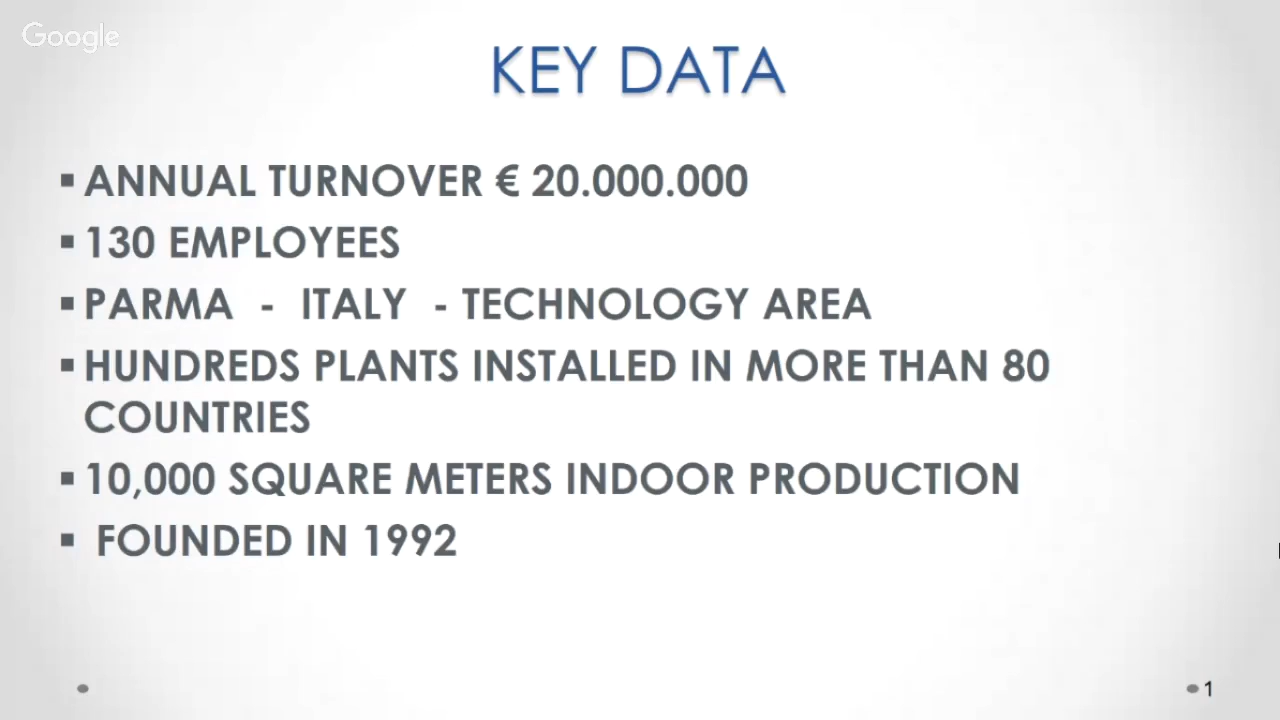 Google
KEY DATA
▪ ANNUAL TURNOVER € 20.000.000
▪ 130 EMPLOYEES
▪ PARMA - ITALY - TECHNOLOGY AREA
▪ HUNDREDS PLANTS INSTALLED IN MORE THAN 80
COUNTRIES
▪ 10,000 SQUARE METERS INDOOR PRODUCTION
▪ FOUNDED IN 1992
1